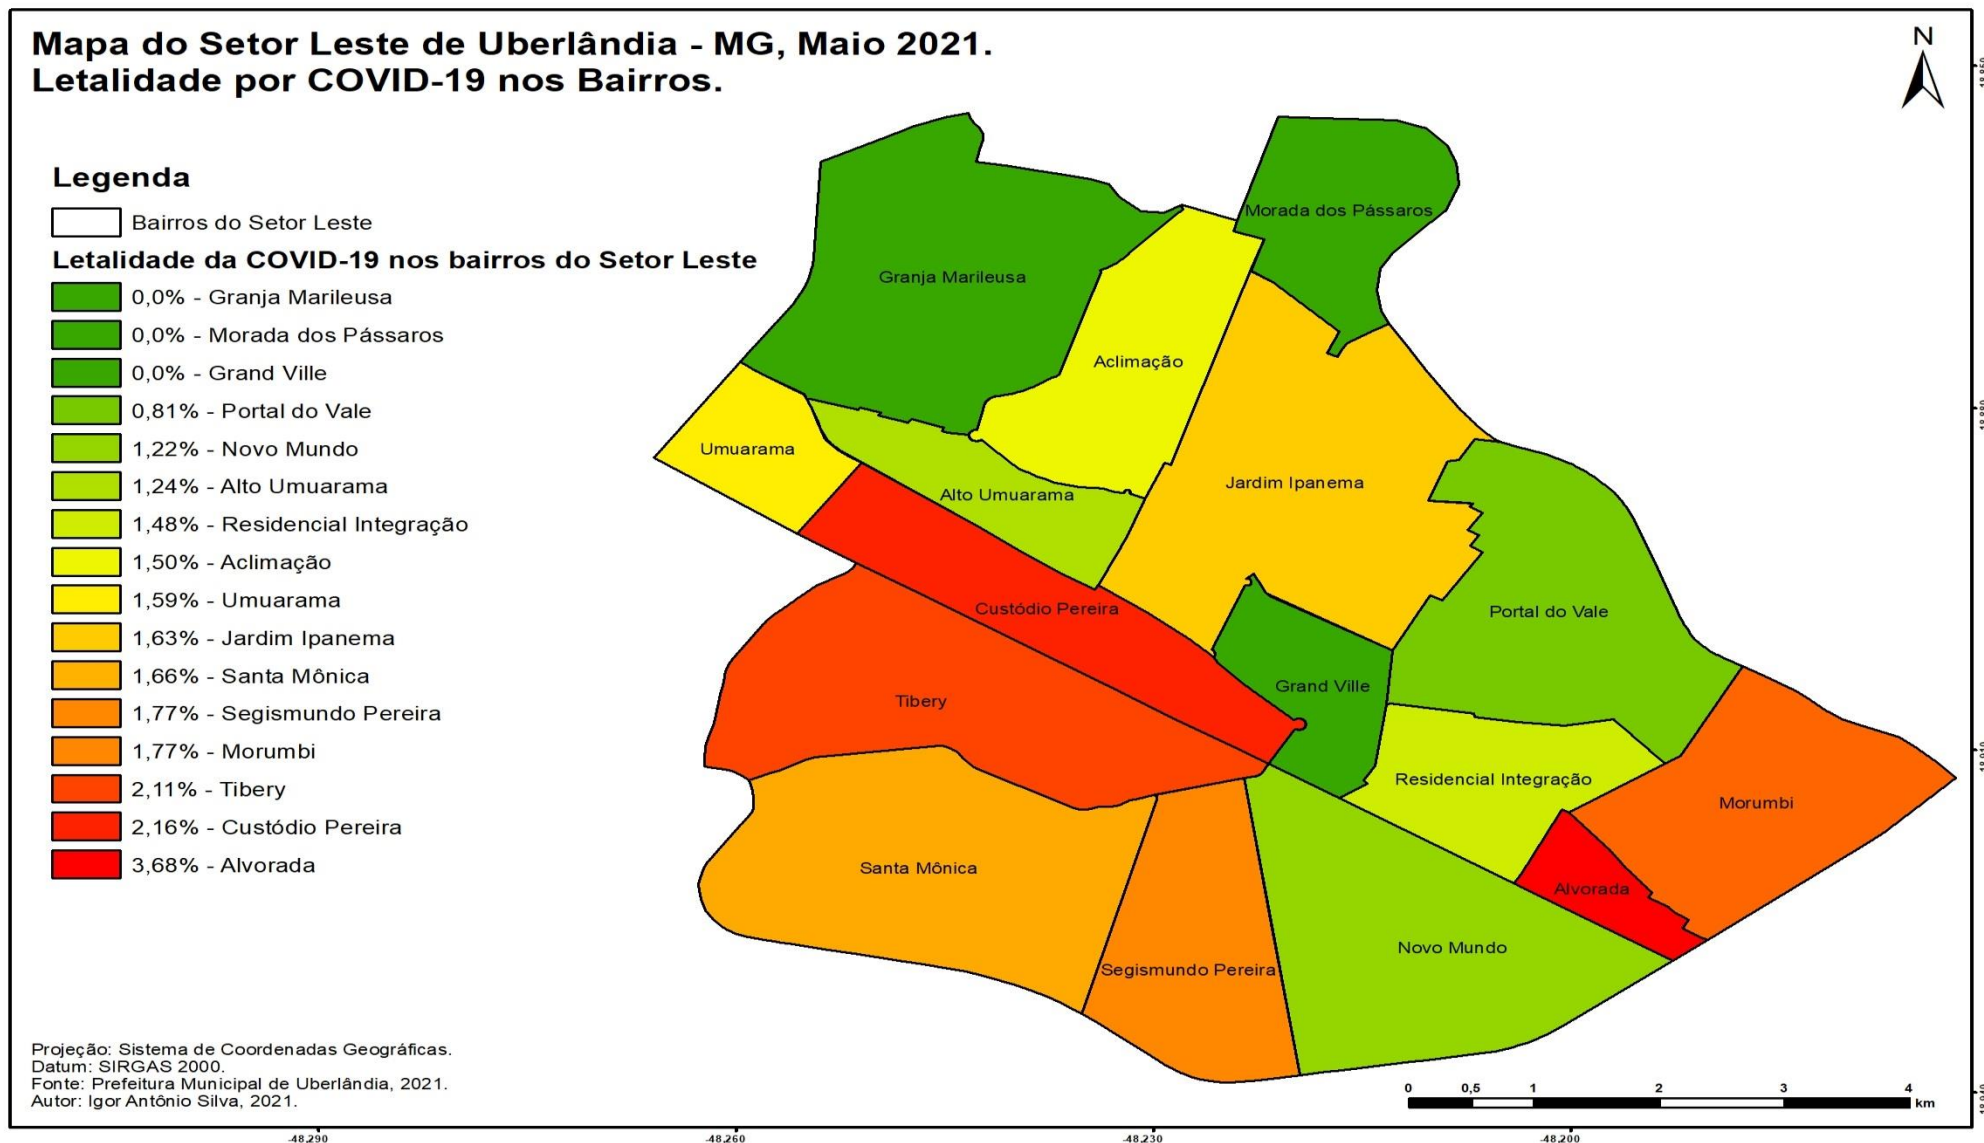 Mapa do Setor Leste de Uberlândia - MG, Maio 2021.
Letalidade por COVID-19 nos Bairros.
N
Legenda
Bairros do Setor Leste
Letalidade da COVID-19 nos bairros do Setor Leste
0,0% - Granja Marileusa
0,0% - Morada dos Pássaros
0,0% - Grand Ville
0,81% - Portal do Vale
1,22% - Novo Mundo
1,24% - Alto Umuarama
1,48% - Residencial Integração
1,50% - Aclimação
1,59% - Umuarama
1,63% - Jardim Ipanema
1,66% - Santa Mônica
1,77% - Segismundo Pereira
1,77% - Morumbi
2,11% - Tibery
2,16% - Custódio Pereira
3,68% - Alvorada
Morada dos Pássaros
Granja Marileusa
Aclimação
Umuarama
Jardim Ipanema
Alto Umuarama
Custódio Pereira
Portal do Vale
Grand Ville
Tibery
Residencial Integração
Morumbi
Santa Mônica
Alvorada
Novo Mundo
Segismundo Pereira
Projeção: Sistema de Coordenadas Geográficas.
Datum: SIRGAS 2000.
Fonte: Prefeitura Municipal de Uberlândia, 2021.
Autor: Igor Antônio Silva, 2021.
0 0,5 1 2 3 4
km
-48.290 -48.260 -48.230 -48.200